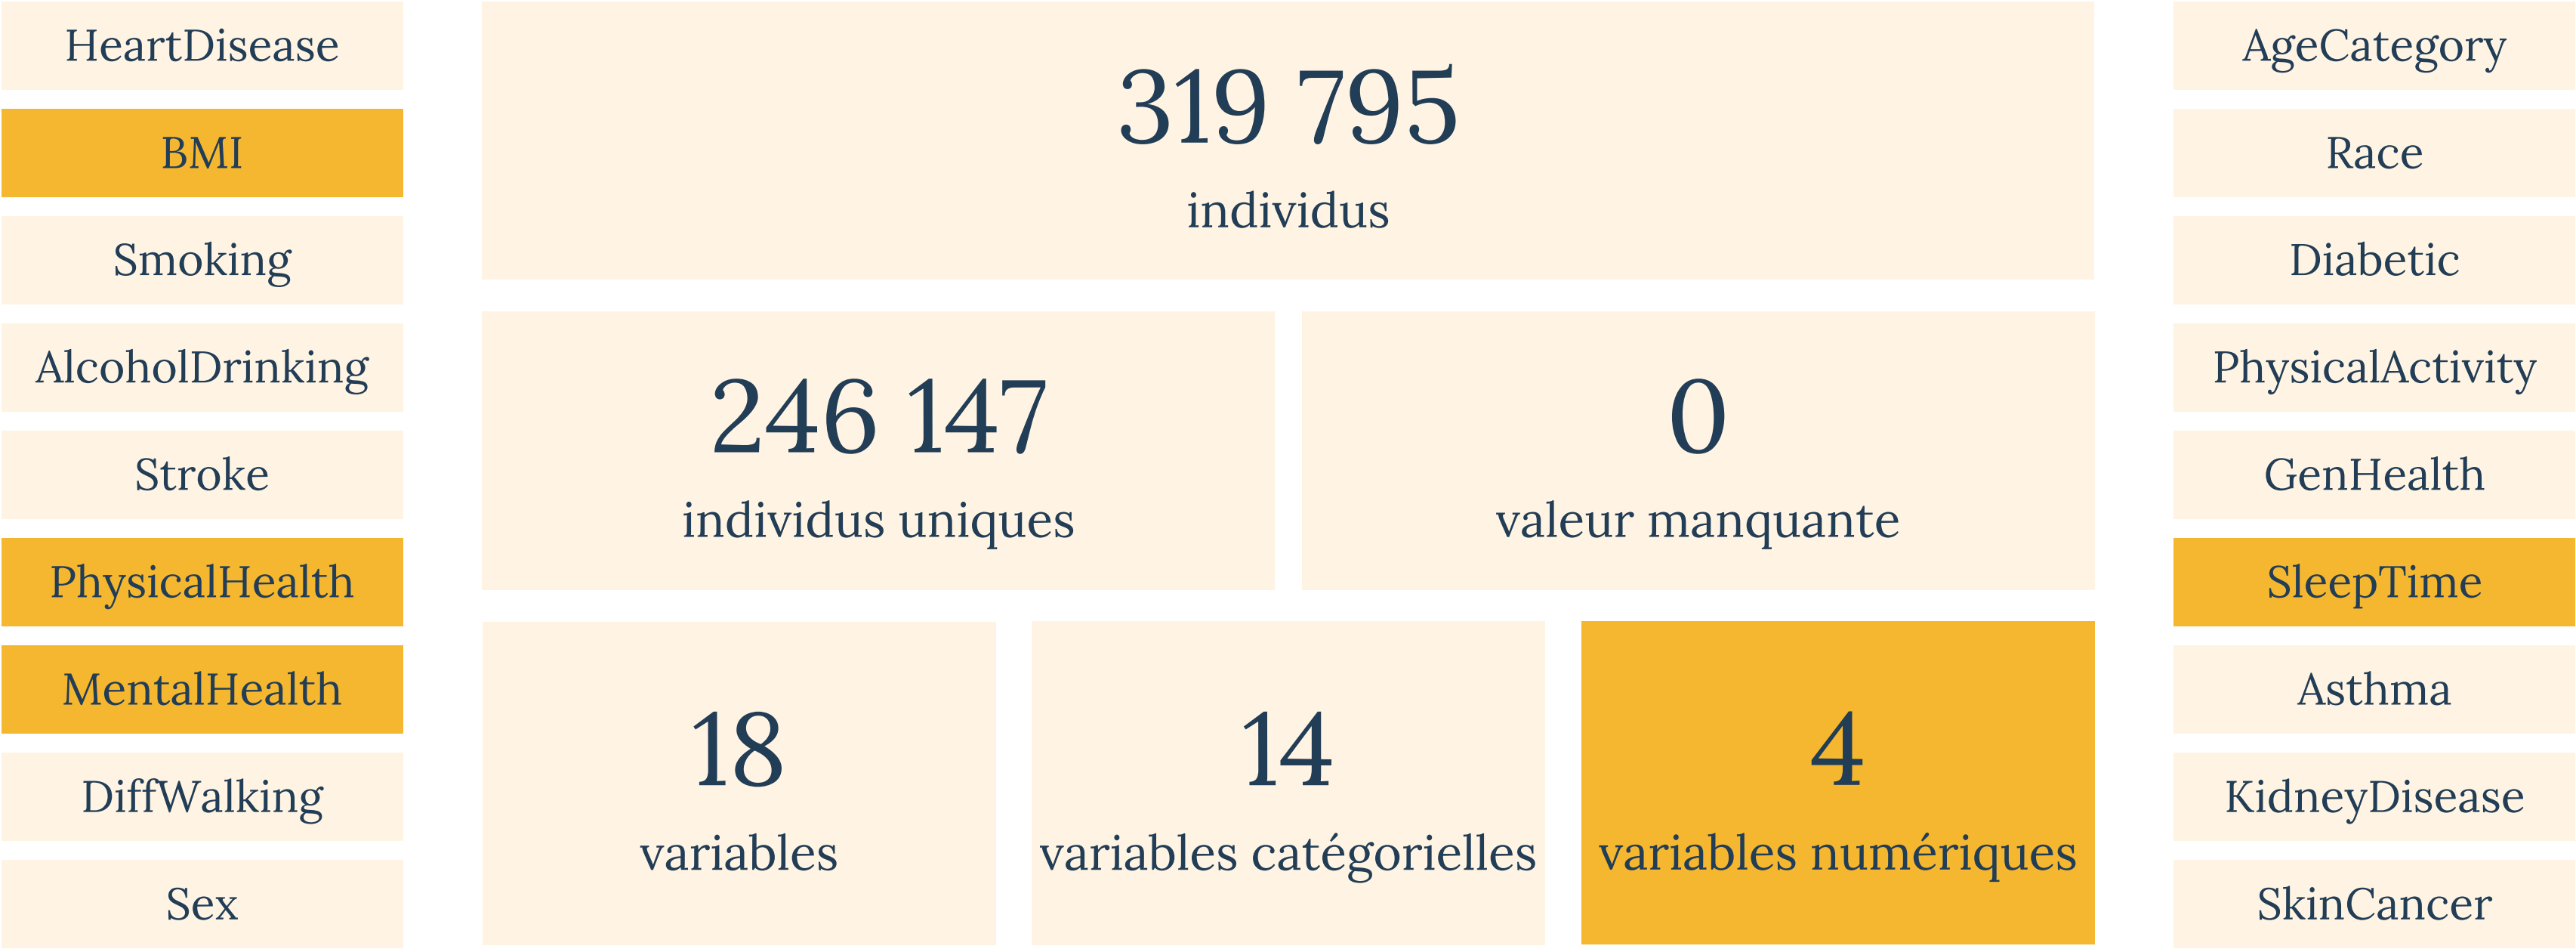 HeartDisease
BMI
Smoking
AlcoholDrinking
Stroke
PhysicalHealth
MentalHealth
DiffWalking
Sex
319 795
individus
246 147
individus uniques
0
valeur manquante
18
variables
14
variables catégorielles
4
variables numériques
AgeCategory
Race
Diabetic
PhysicalActivity
GenHealth
SleepTime
Asthma
KidneyDisease
SkinCancer